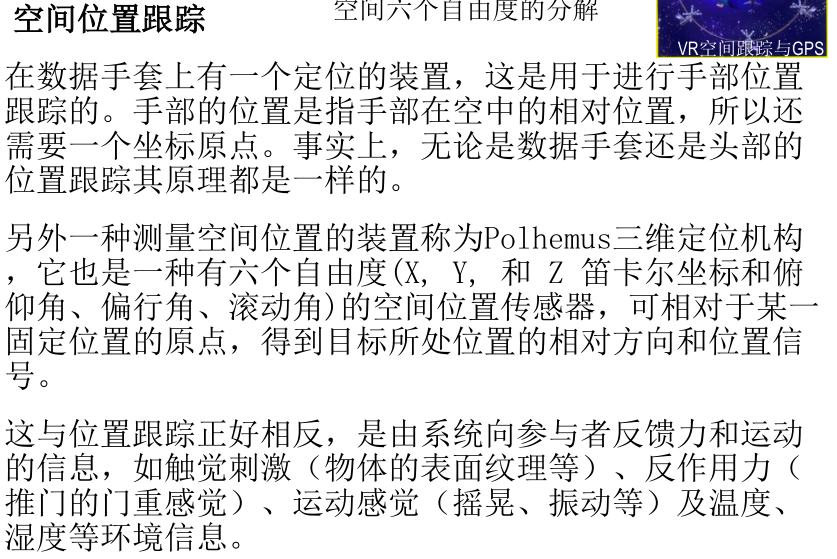 空间位置跟踪
空间六个自由度的分解
VR空间跟踪与GPS
在数据手套上有一个定位的装置，这是用于进行手部位置
跟踪的。手部的位置是指手部在空中的相对位置，所以还
需要一个坐标原点。事实上，无论是数据手套还是头部的
位置跟踪其原理都是一样的。
另外一种测量空间位置的装置称为Polhemus三维定位机构
，它也是一种有六个自由度(X, Y, 和 Z 笛卡尔坐标和俯
仰角、偏行角、滚动角)的空间位置传感器，可相对于某一
固定位置的原点，得到目标所处位置的相对方向和位置信
号。
这与位置跟踪正好相反，是由系统向参与者反馈力和运动
的信息，如触觉刺激（物体的表面纹理等）、反作用力（
推门的门重感觉）、运动感觉（摇晃、振动等）及温度、
湿度等环境信息。